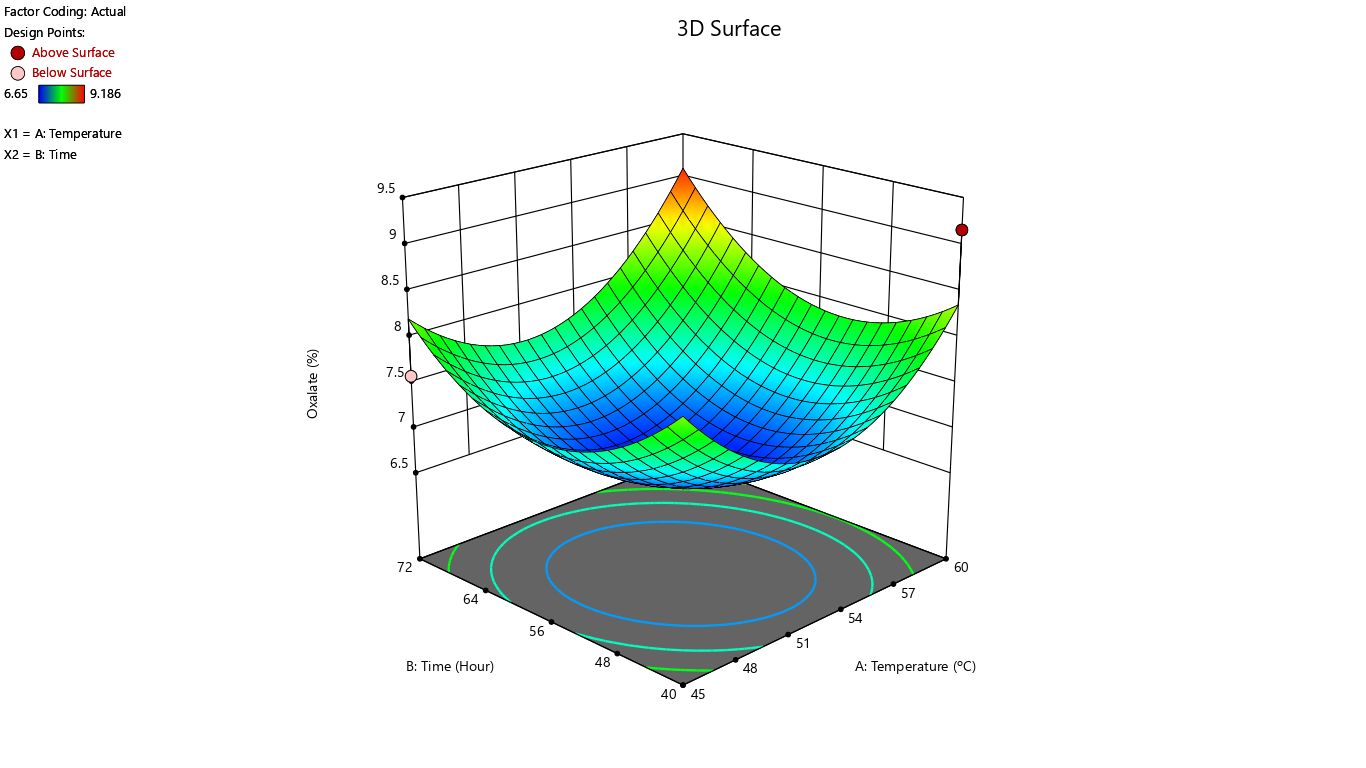 Factor Coding: Actual
3D Surface
Design Points:
Above Surface
Below Surface
6.65 9.186
X1 = A: Temperature
X2 = B: Time
9.5
9
8.5
8
7.5
7
6.5
Oxalate (%)
72
64
56
48
40
45
48
51
54
57
60
B: Time (Hour)
A: Temperature (ºC)